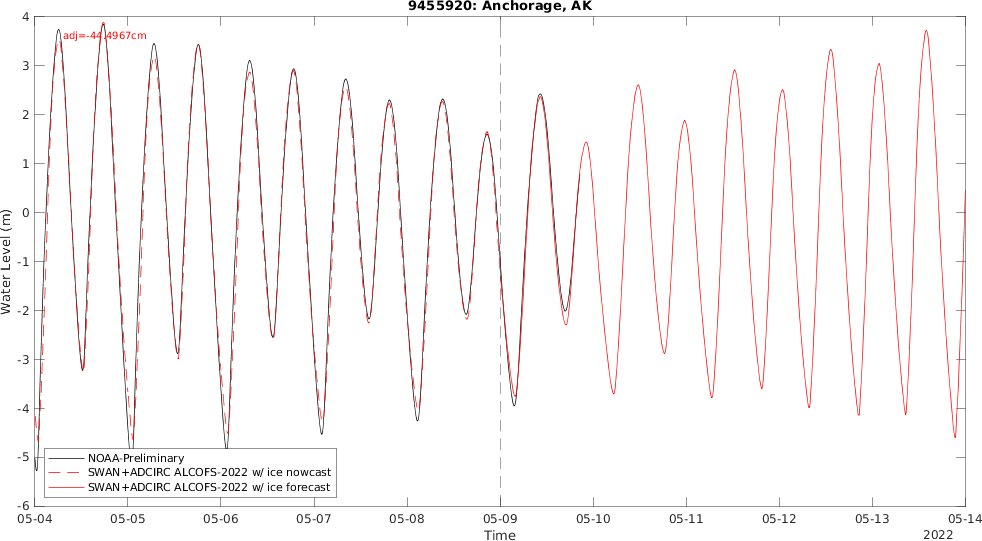 9455920: Anchorage, AK
adj=-44.4967cm
4
3
2
1
0
-1
-2
-3
-4
-5
-6
Water Level (m)
NOAA-Preliminary
SWAN+ADCIRC ALCOFS-2022 w/ ice nowcast
SWAN+ADCIRC ALCOFS-2022 w/ ice forecast
05-04 05-05 05-06 05-07 05-08 05-09 05-10 05-11 05-12 05-13 05-14
Time
2022